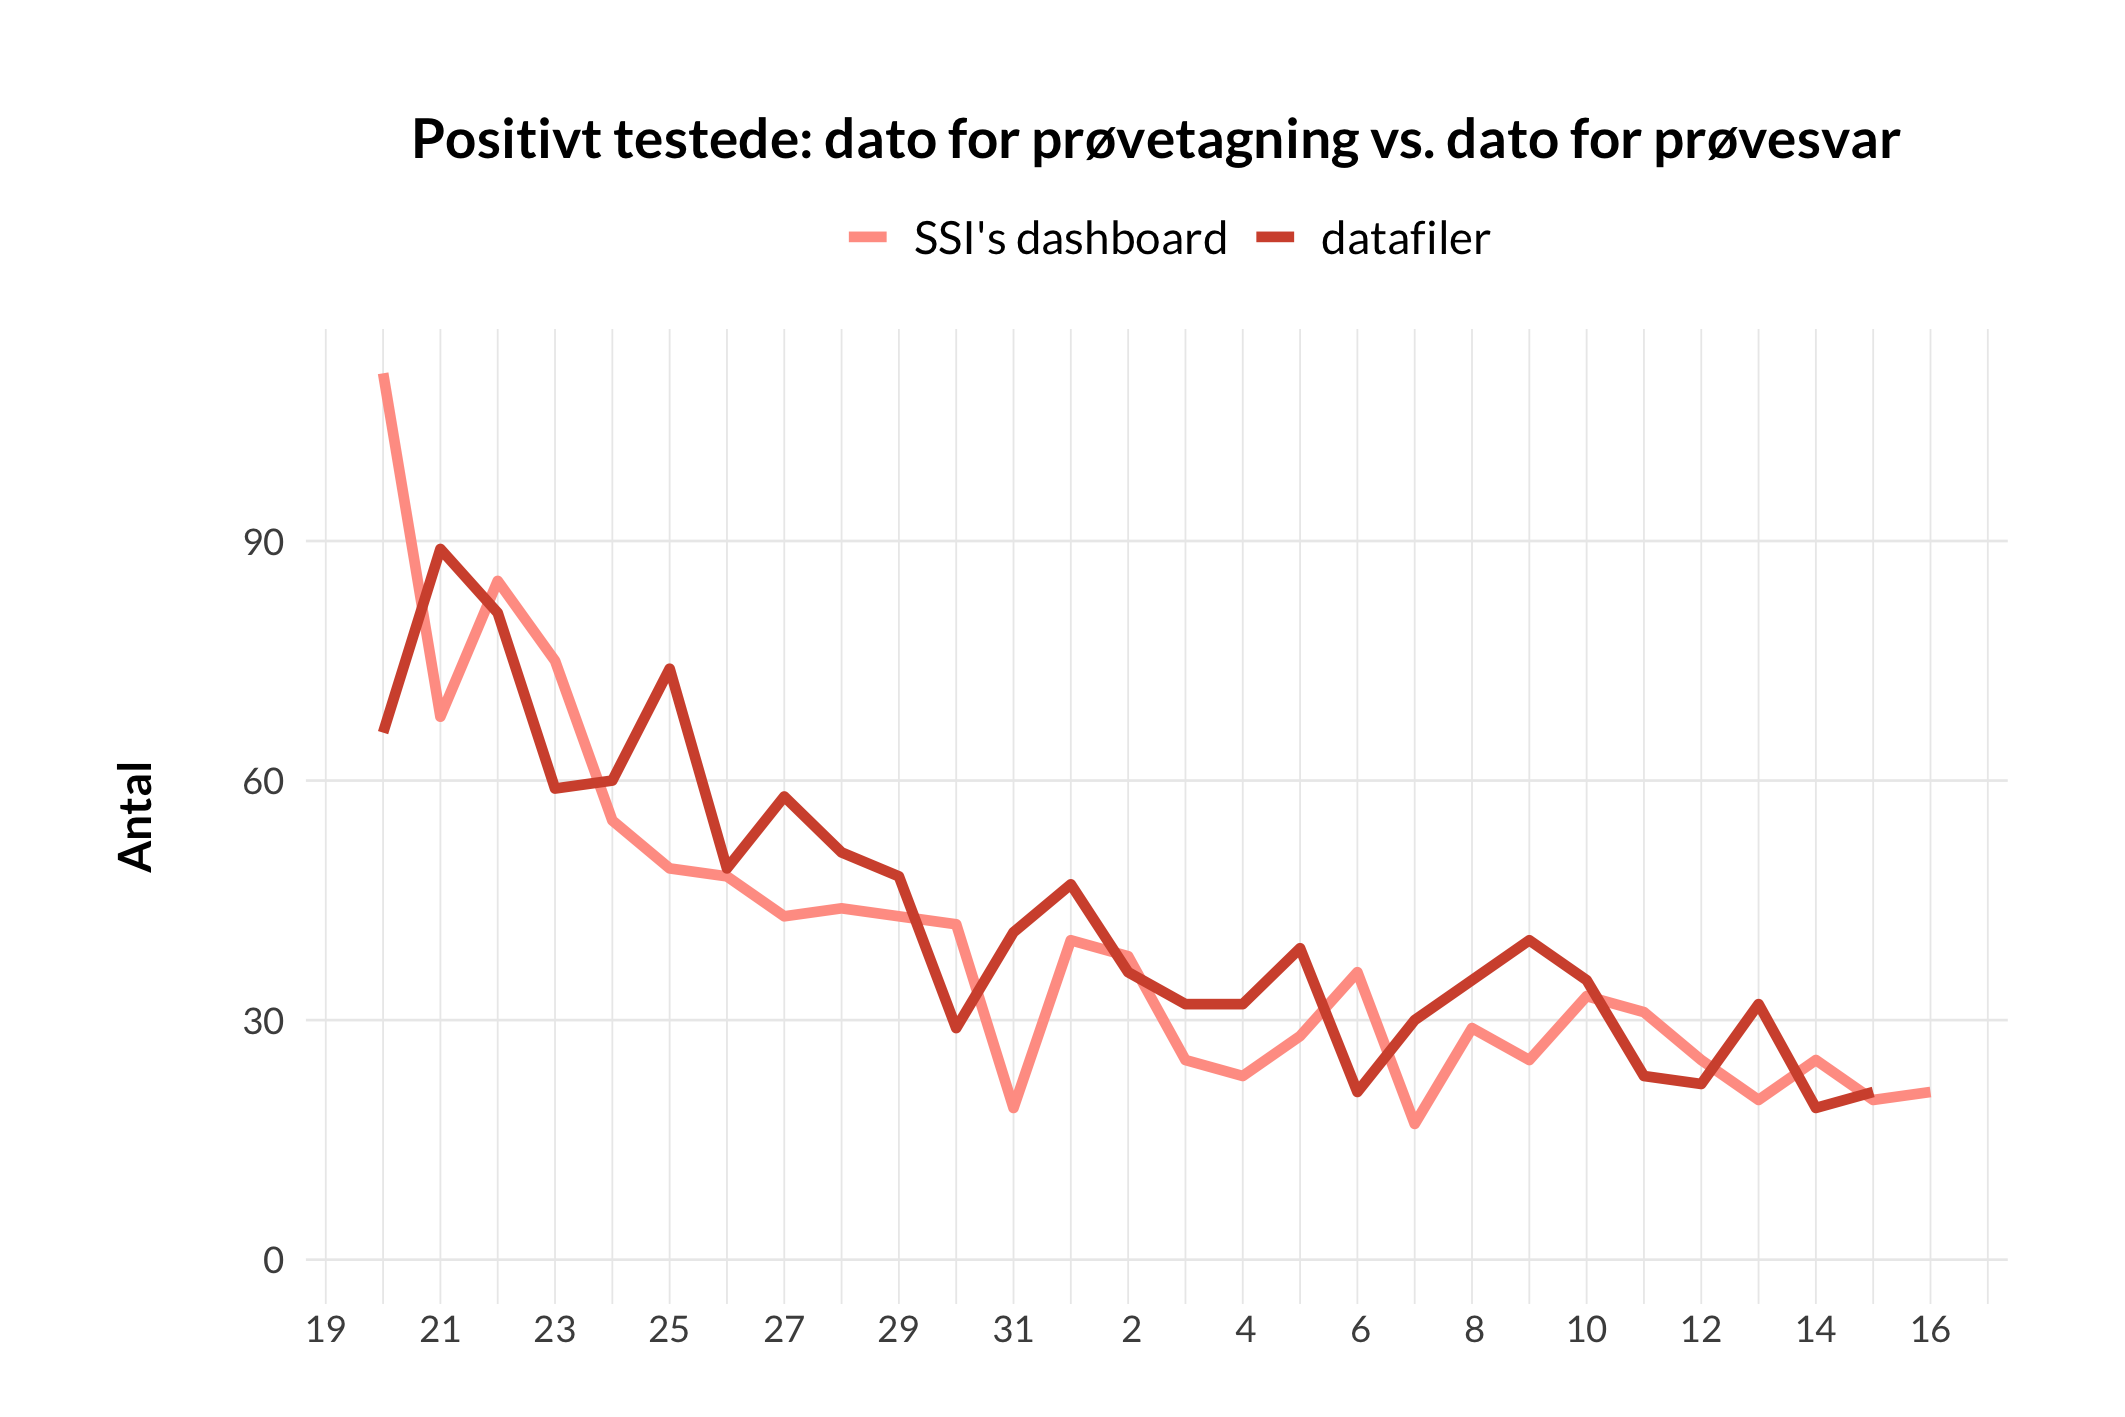 Positivt testede: dato for prøvetagning vs. dato for prøvesvar
SSI's dashboard datafiler
Antal
90
60
30
0
19 21 23 25 27 29 31 2 4 6 8 10 12 14 16